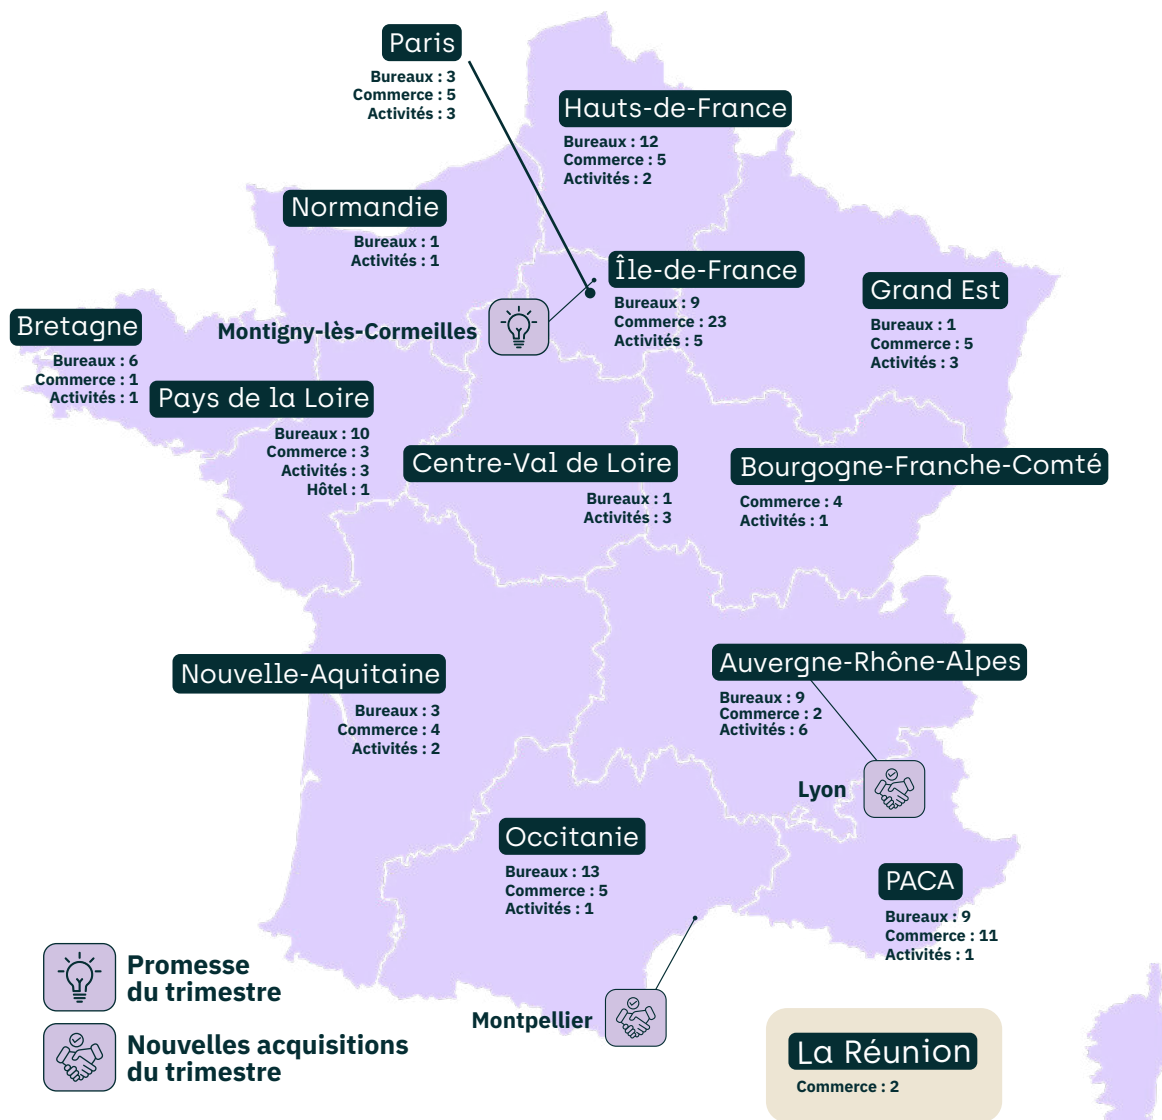 Paris
Bureaux : 3
Commerce : 5
Activités : 3
Hauts-de-France
Bureaux : 12
Commerce : 5
Activités : 2
Normandie
Bureaux : 1
Activités : 1
Île-de-France
Bureaux : 9
Commerce : 23
Activités : 5
Montigny-lès-Cormeilles
Grand Est
Bureaux : 1
Commerce : 5
Activités : 3
Bretagne
Bureaux : 6
Commerce : 1
Activités : 1
Pays de la Loire
Bureaux : 10
Commerce : 3
Activités : 3
Hôtel : 1
Centre-Val de Loire
Bureaux : 1
Activités : 3
Bourgogne-Franche-Comté
Commerce : 4
Activités : 1
Nouvelle-Aquitaine
Bureaux : 3
Commerce : 4
Activités : 2
Auvergne-Rhône-Alpes
Bureaux : 9
Commerce : 2
Activités : 6
Lyon
Occitanie
Bureaux : 13
Commerce : 5
Activités : 1
PACA
Bureaux : 9
Commerce : 11
Activités : 1
Montpellier
Promesse
du trimestre
Nouvelles acquisitions
du trimestre
La Réunion
Commerce : 2